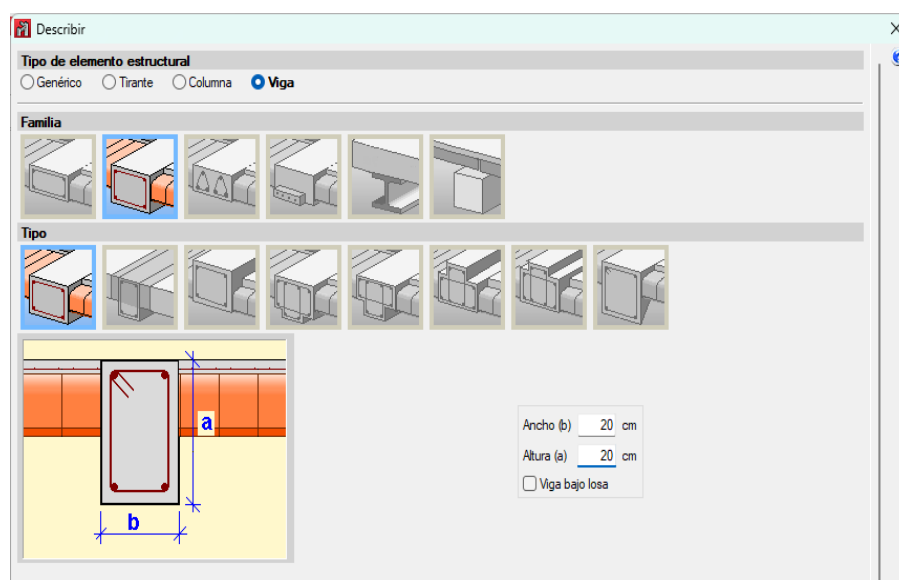 Describir
Tipo de elemento estructural
Genérico Tirante Columna Viga
Familia
Tipo
a
b
Ancho (b) 20 cm
Altura (a) 20 cm
Viga bajo losa